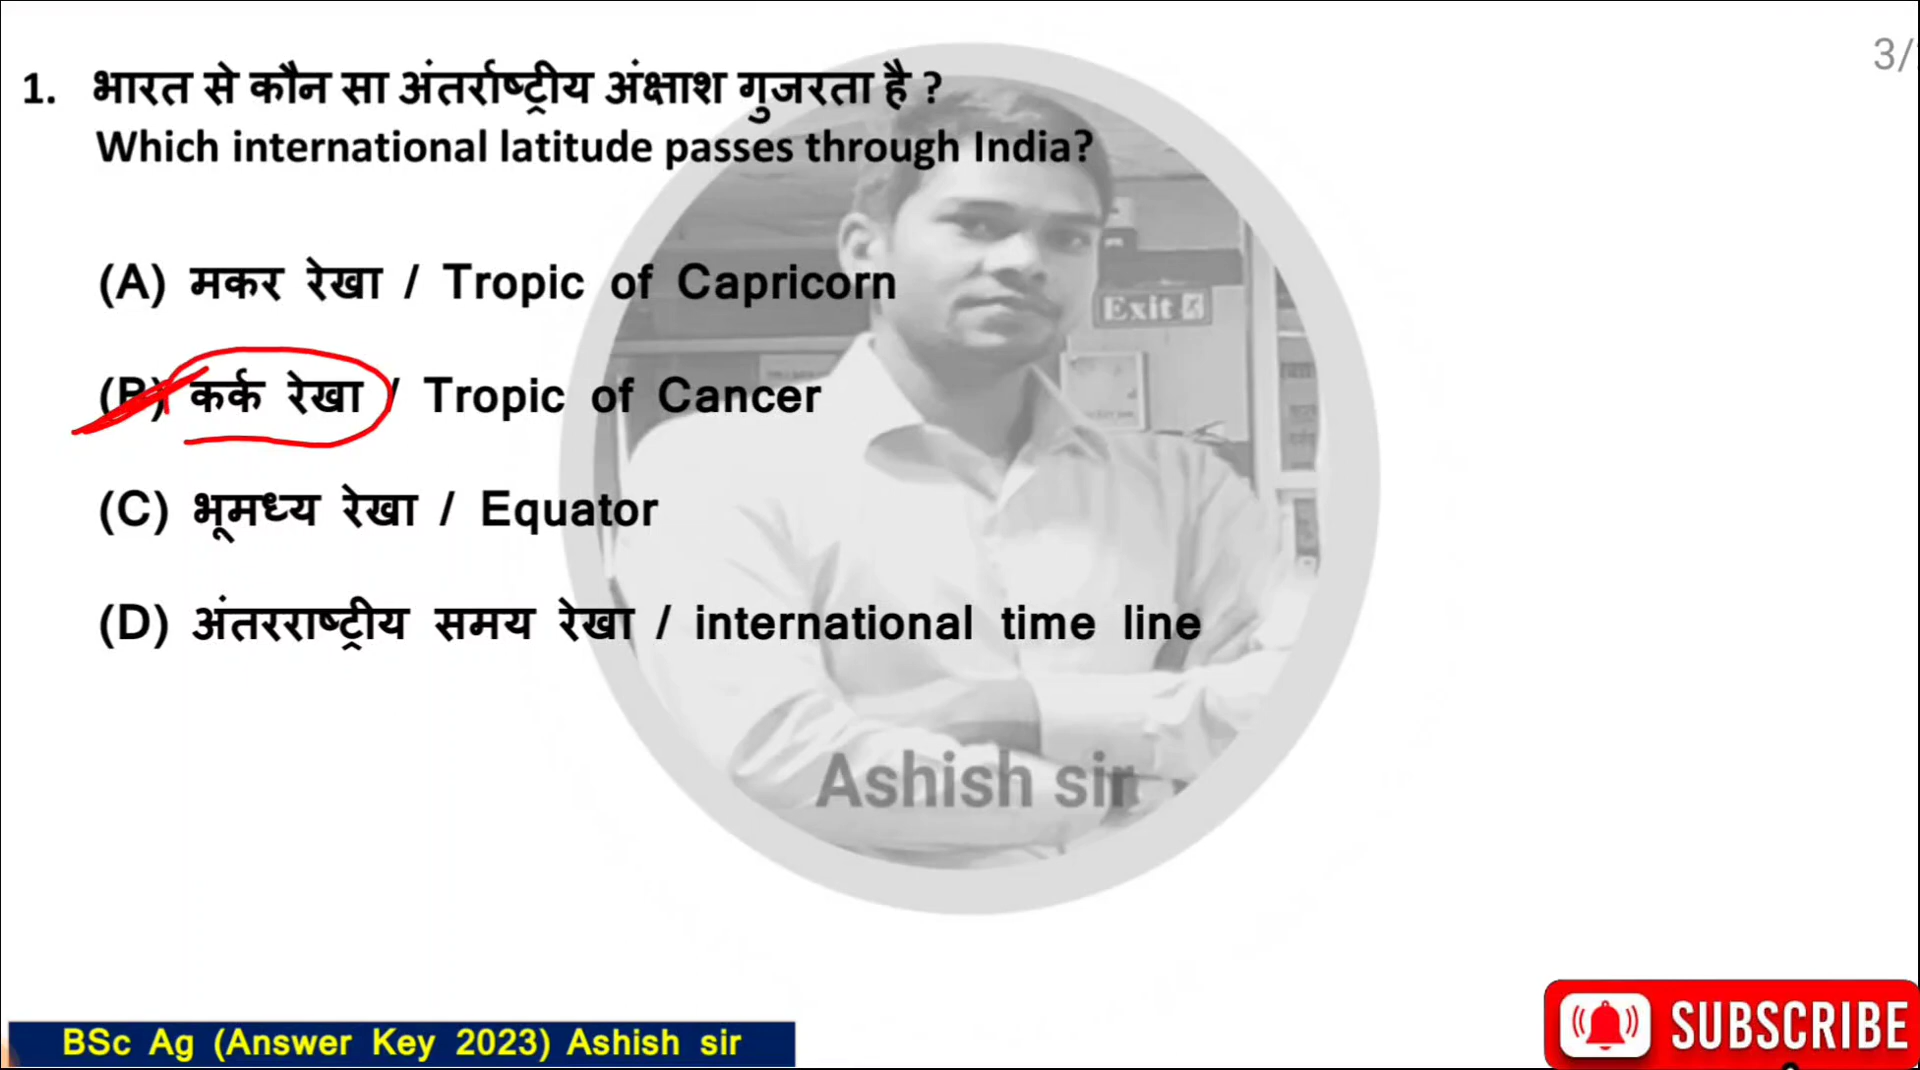 3/
1. भारत से कौन सा अंतर्राष्ट्रीय अंक्षाश गुजरता है ?
Which international latitude passes through India?
(A) मकर रेखा / Tropic of Capricorn
Exit
(B) कर्क रेखा / Tropic of Cancer
(C) भूमध्य रेखा / Equator
(D) अंतरराष्ट्रीय समय रेखा / international time line
Ashish sir
BSc Ag (Answer Key 2023) Ashish sir
SUBSCRIBE